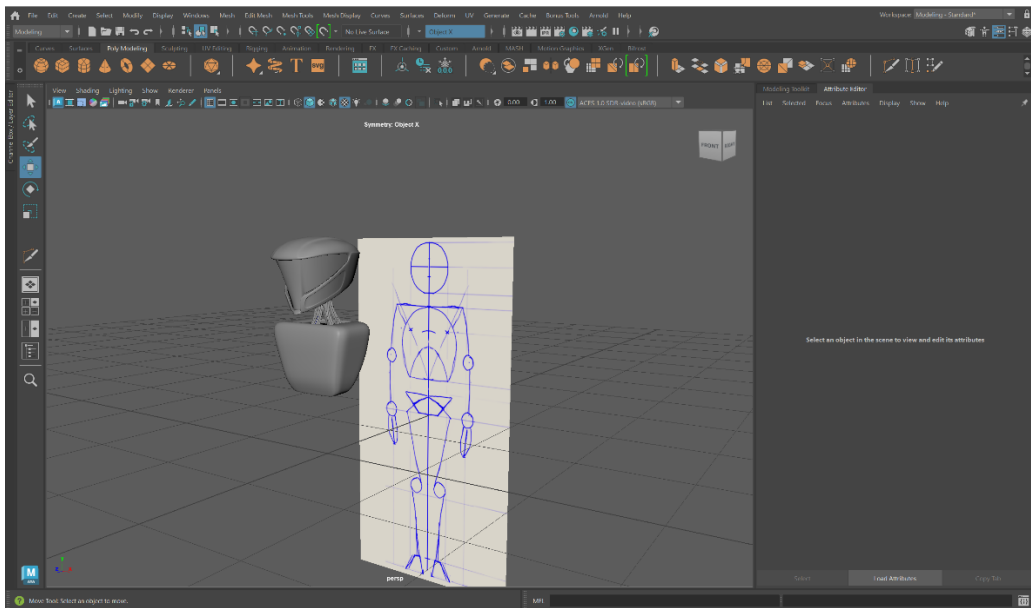 File Edit Create Select Modify Display Windows Mesh Edit Mesh Mesh Tools Mesh Display Curves Surfaces Deform UV Generate Cache Bonus Tools Arnold Help
Workspace: Modeling - Standard*
Modeling
No Live Surface
Object X
Curves Surfaces Poly Modeling Sculpting UV Editing Rigging Animation Rendering FX FX Caching Custom Arnold MASH Motion Graphics XGen Bifrost
SVG
View Shading Lighting Show Renderer Panels
0.00 1.00 ACES 1.0 SDR-video (sRGB)
Modeling Toolkit Attribute Editor
List Selected Focus Attributes Display Show Help
Channel Box / Layer Editor
Symmetry: Object X
FRONT
Select an object in the scene to view and edit its attributes
persp
M
Select Load Attributes Copy Tab
Move Tool: Select an object to move.
MEL